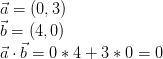 $\vec{a} = (0, 3)$
$\vec{b} = (4, 0)$
$\vec{a} \cdot \vec{b} = 0 * 4 + 3 * 0 = 0$